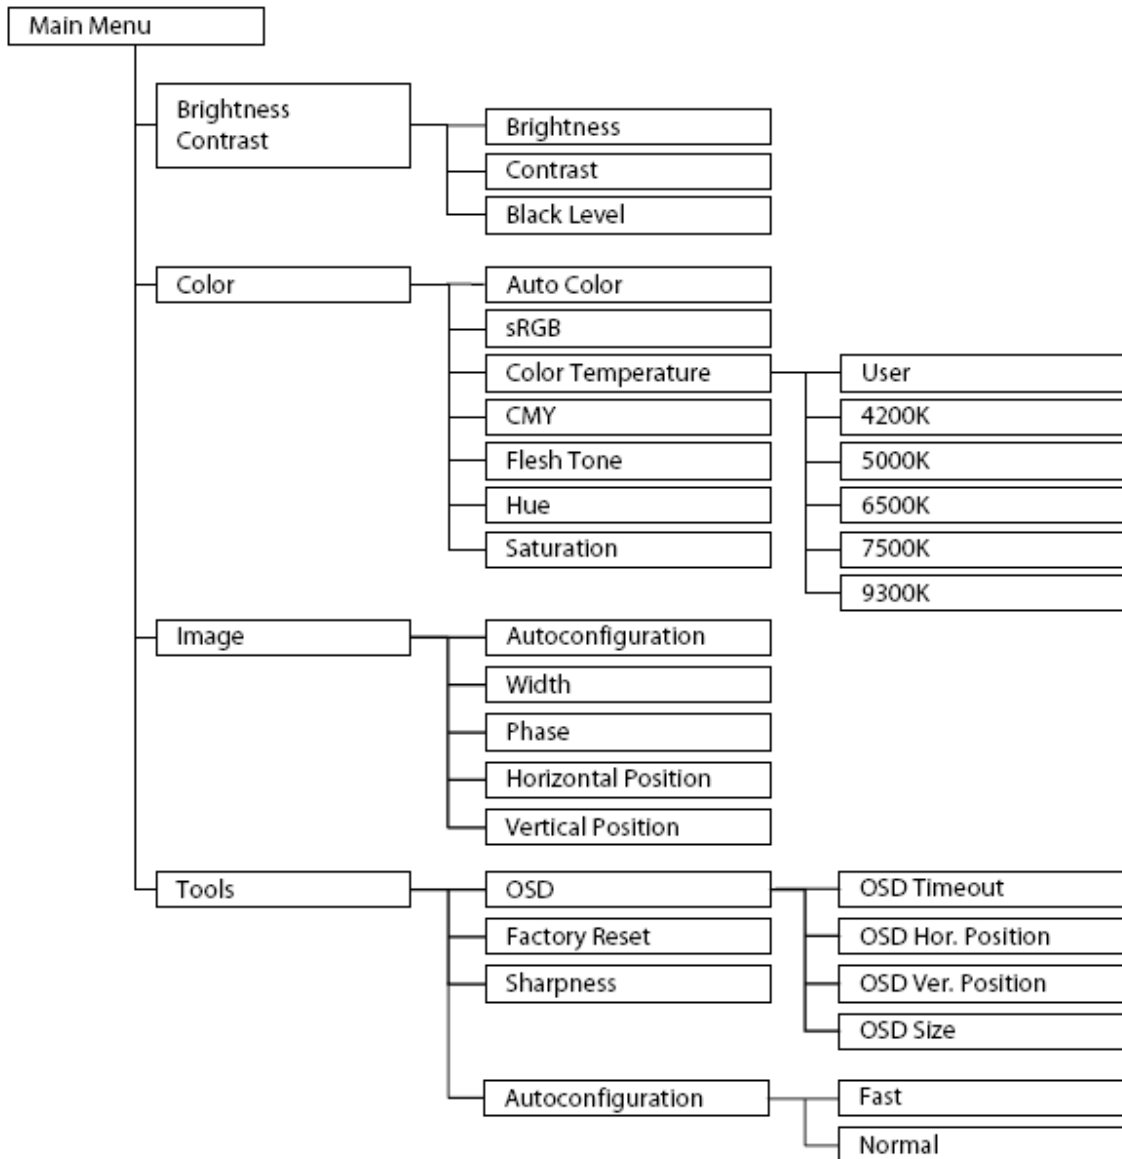 Main Menu
Brightness
Contrast
Brightness
Contrast
Black Level
Color
Auto Color
sRGB
Color Temperature
User
4200K
5000K
6500K
7500K
9300K
CMY
Flesh Tone
Hue
Saturation
Image
Autoconfiguration
Width
Phase
Horizontal Position
Vertical Position
Tools
OSD
OSD Timeout
OSD Hor. Position
OSD Ver. Position
OSD Size
Factory Reset
Sharpness
Autoconfiguration
Fast
Normal